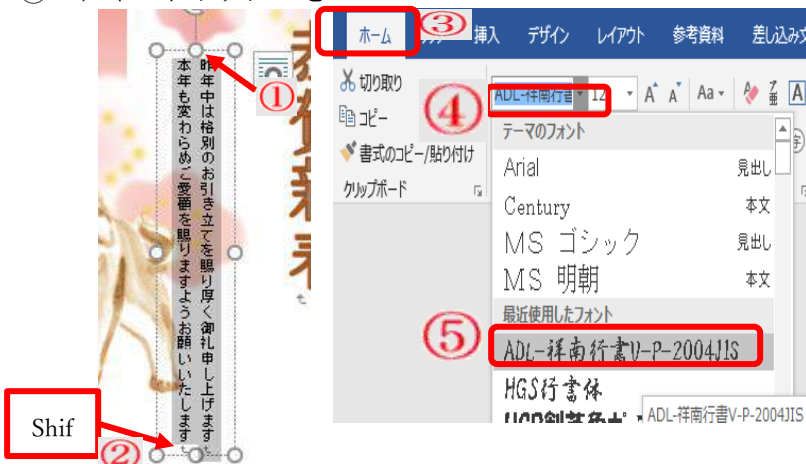 ①
昨年中は格別のお引き立てを賜り厚く御礼申し上げます
本年も変わらぬご愛顧を賜りますようお願いいたします
Shif
②
③
ホーム
挿入
デザイン
レイアウト
参考資料
差し込み文
切り取り
コピー
書式のコピー/貼り付け
クリップボード
④
ADL-祥南行書
12
Aa
テーマのフォント
Arial 見出し
Century 本文
MS ゴシック 見出し
MS 明朝 本文
最近使用したフォント
⑤
ADL-祥南行書V-P-2004JIS
HGS行書体
ADL-祥南行書V-P-2004JIS